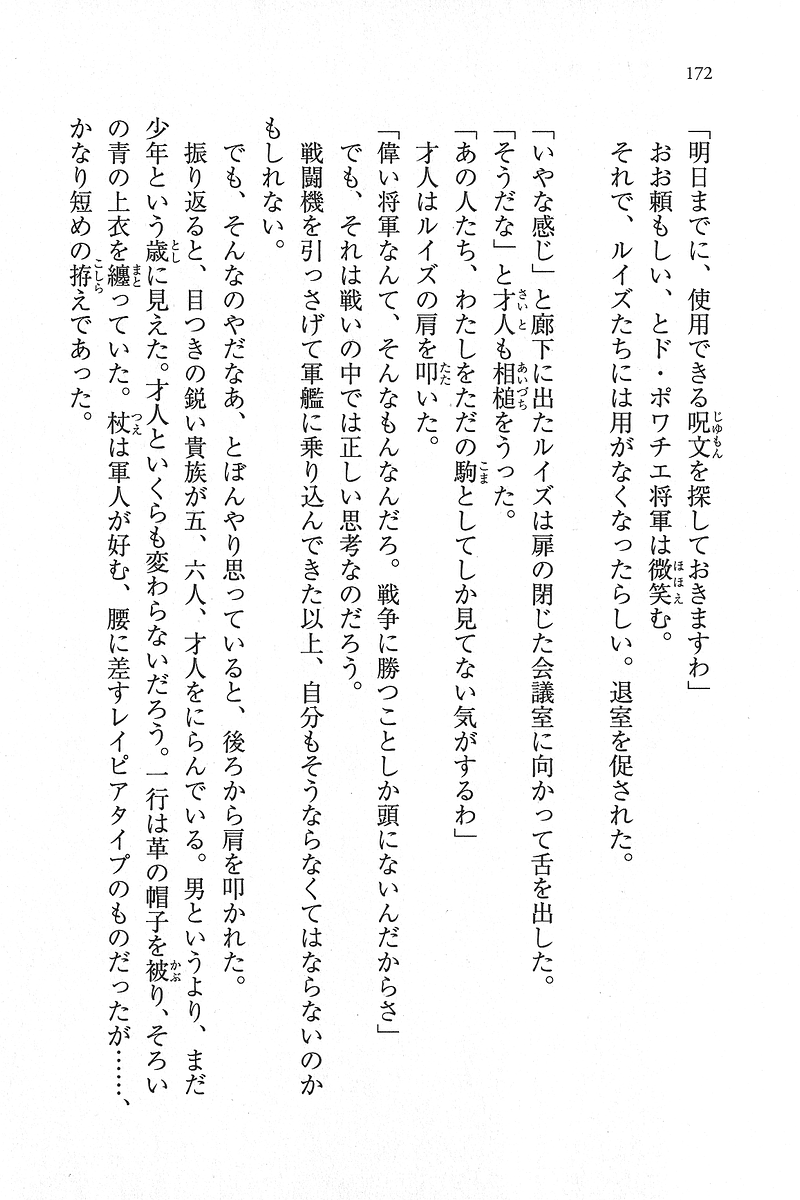 172
「明日までに、使用できる呪文を探しておきますわ」
おお頼もしい、とド・ポワチエ将軍は微笑む。
それで、ルイズたちには用がなくなったらしい。退室を促された。
「いやな感じ」と廊下に出たルイズは扉の閉じた会議室に向かって舌を出した。
「そうだな」と才人も相槌をうった。
「あの人たち、わたしをただの駒としてしか見てない気がするわ」
才人はルイズの肩を叩いた。
「偉い将軍なんて、そんなもんなんだろ。戦争に勝つことしか頭にないんだからさ」
でも、それは戦いの中では正しい思考なのだろう。
戦闘機を引っさげて軍艦に乗り込んできた以上、自分もそうならなくてはならないのか
もしれない。
でも、そんなのやだなあ、とぼんやり思っていると、後ろから肩を叩かれた。
振り返ると、目つきの鋭い貴族が五、六人、才人をにらんでいる。男というより、まだ
少年という歳に見えた。才人といくらも変わらないだろう。一行は革の帽子を被り、そろい
の青の上衣を纏っていた。杖は軍人が好む、腰に差すレイピアタイプのものだったが……、
かなり短めの拵えであった。